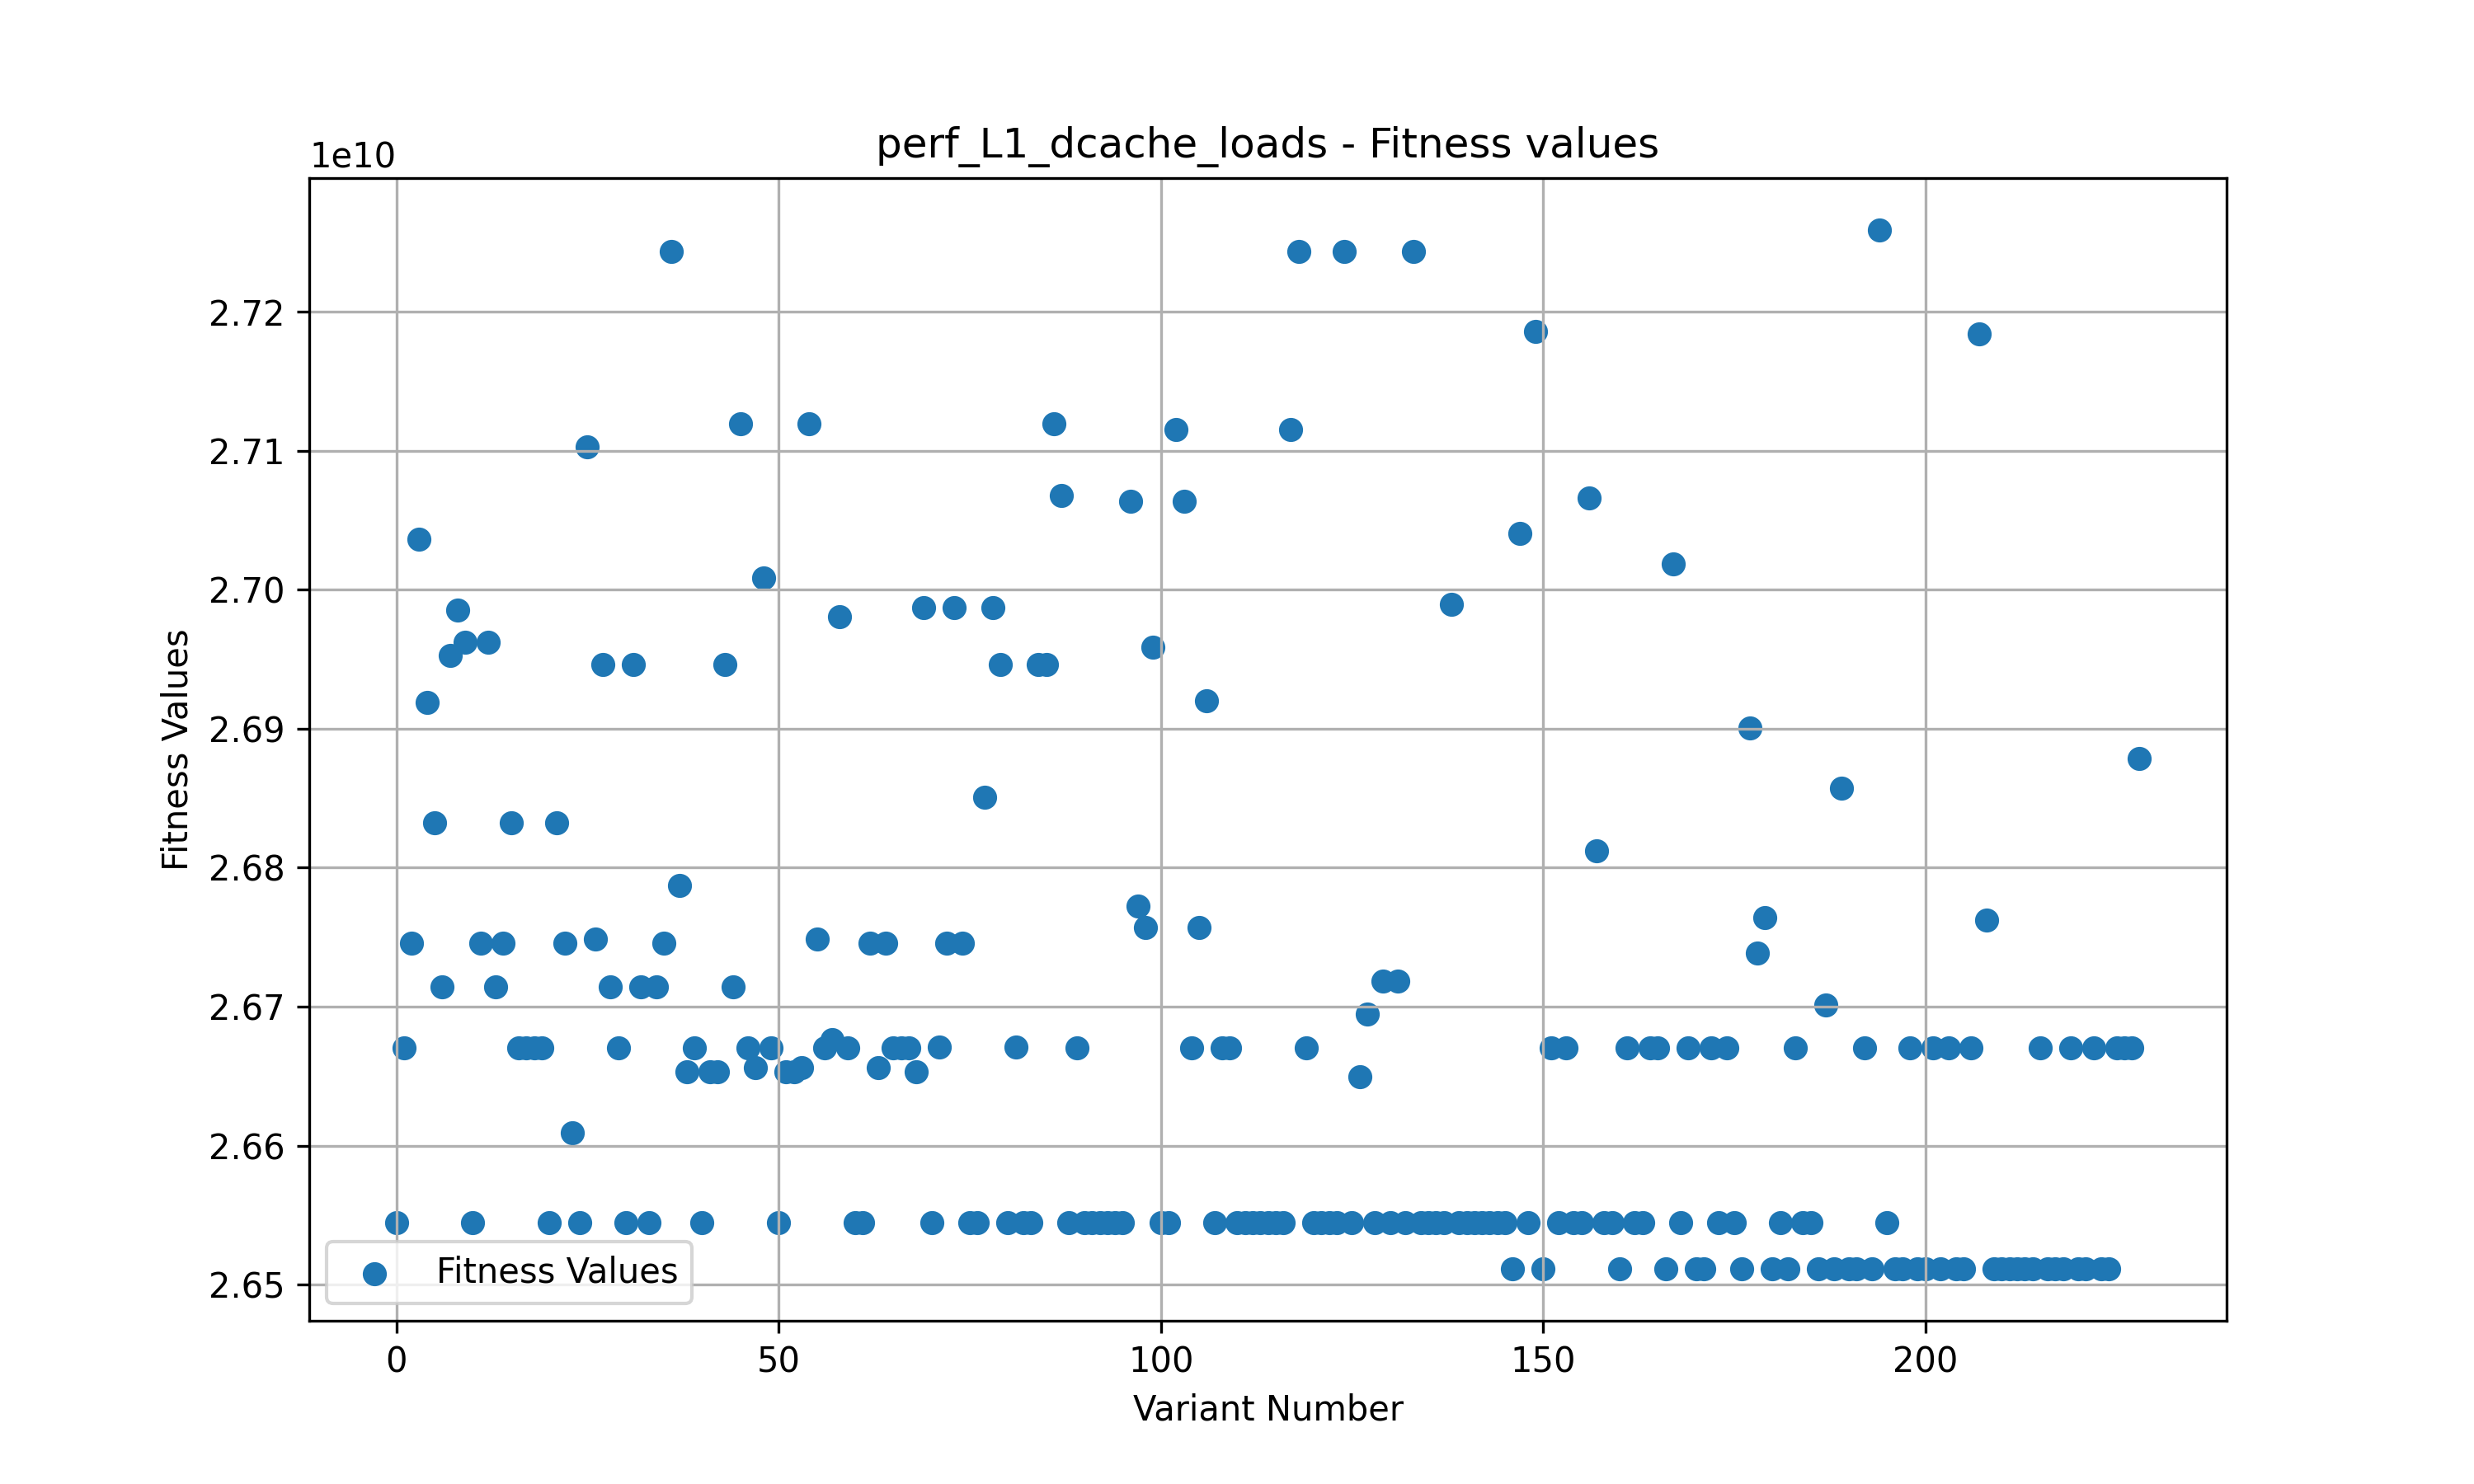 perf_L1_dcache_loads - Fitness values
1e10
2.72
2.71
2.70
2.69
2.68
2.67
2.66
2.65
Fitness Values
Fitness Values
0 50 100 150 200
Variant Number